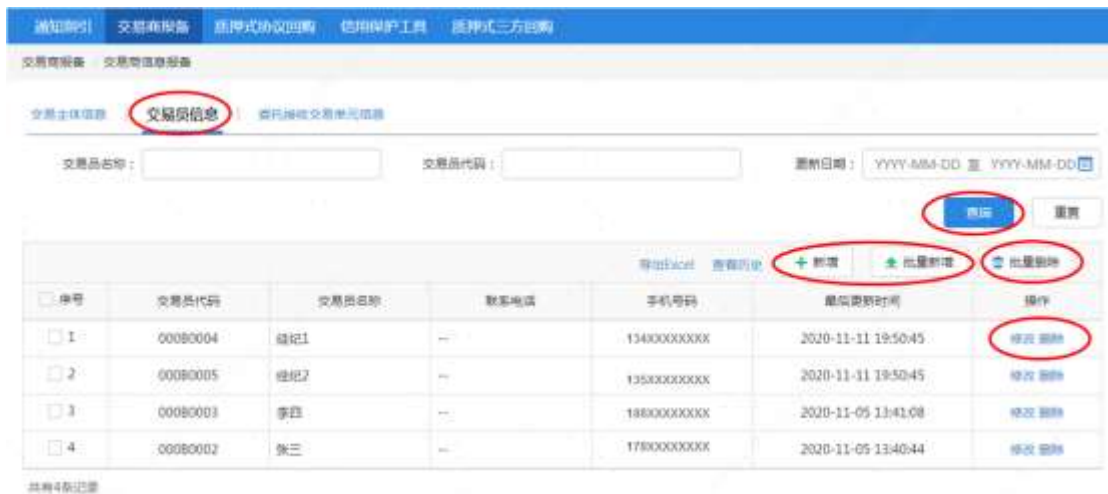 通知指引 交易商报备 质押式协议回购 信用保护工具 质押式三方回购
交易商报备 交易商信息报备
交易主体信息 交易员信息 委托接收交易单元信息
交易员名称： 交易员代码： 更新日期： YYYY-MM-DD 至 YYYY-MM-DD
查询 重置
导出Excel 查看历史 新增 批量新增 批量删除
序号 交易员代码 交易员名称 联系电话 手机号码 最后更新时间 操作
1 000B0004 经纪1 -- 134XXXXXXXX 2020-11-11 19:50:45 修改 删除
2 000B0005 经纪2 -- 135XXXXXXXX 2020-11-11 19:50:45 修改 删除
3 000B0003 李四 -- 188XXXXXXXX 2020-11-05 13:41:08 修改 删除
4 000B0002 张三 -- 178XXXXXXXX 2020-11-05 13:40:44 修改 删除
共有4条记录